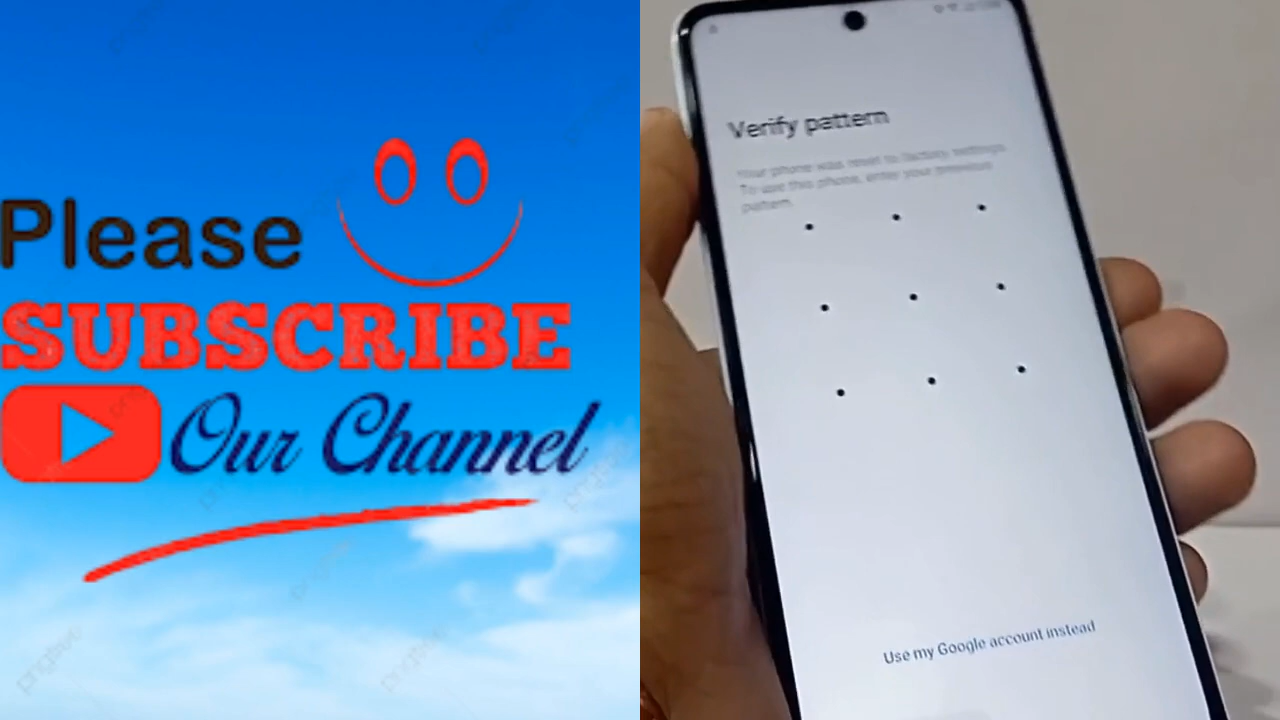 Please
SUBSCRIBE
Our Channel
Verify pattern
Your phone was reset to factory settings.
To use this phone, enter your previous
pattern.
Use my Google account instead